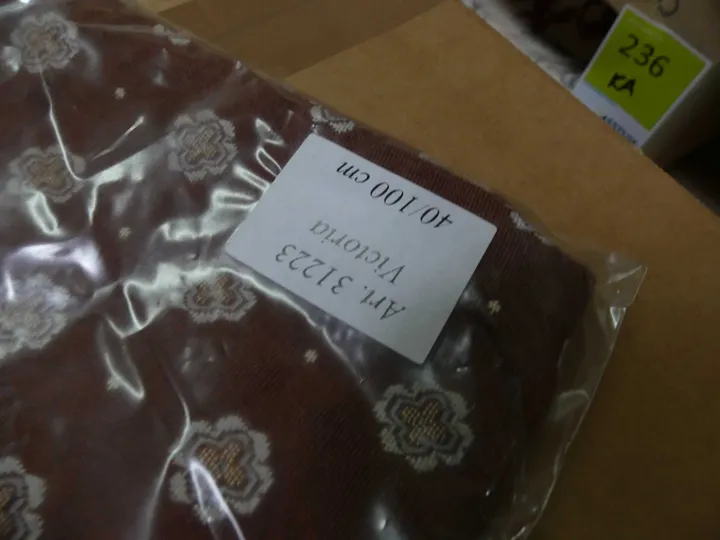 Art. 31223
Victoria
40/100 cm
236
KA